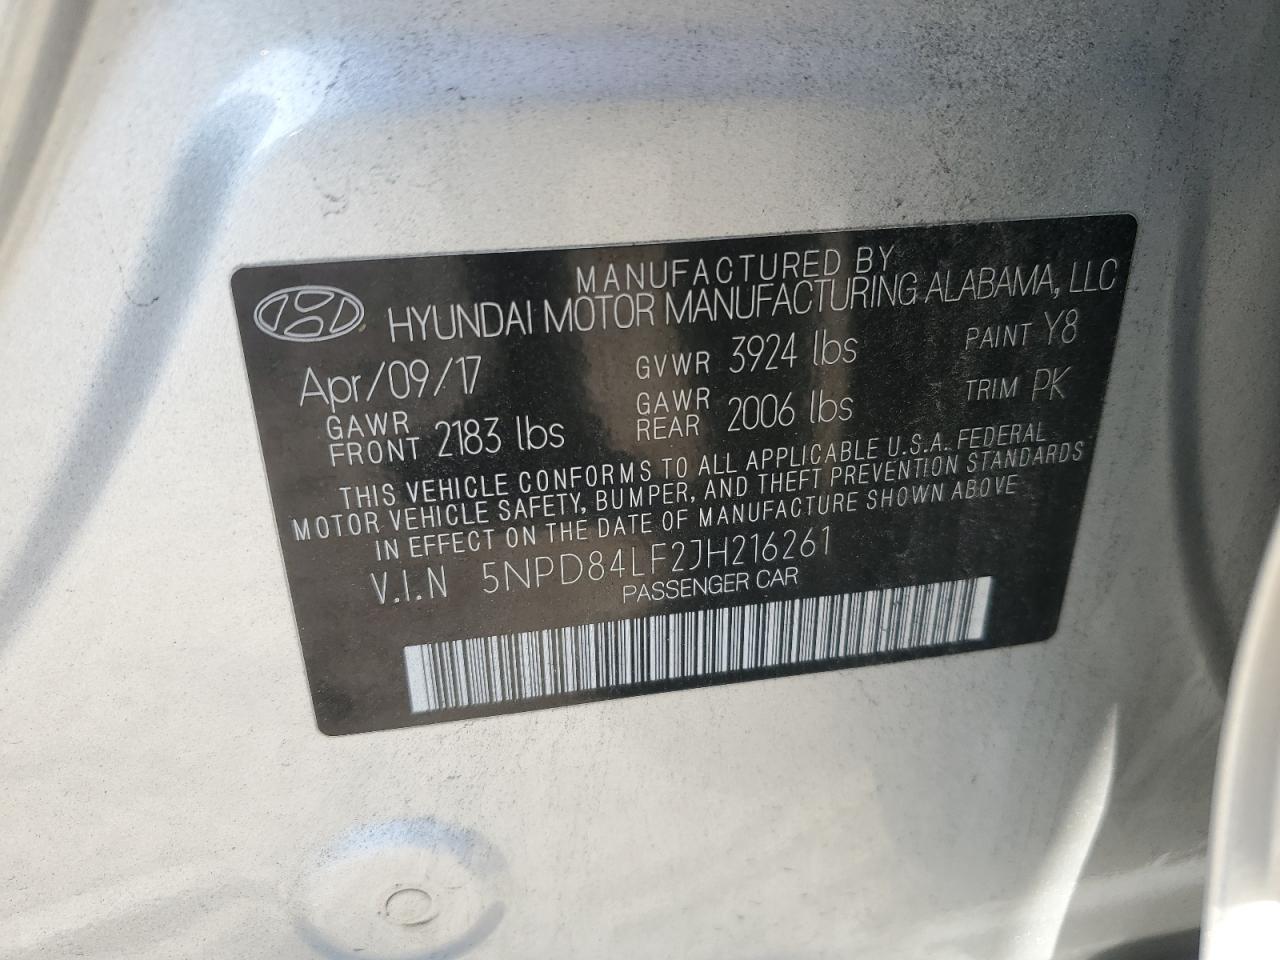 MANUFACTURED BY
HYUNDAI MOTOR MANUFACTURING ALABAMA, LLC
Apr/09/17 GVWR 3924 lbs PAINT Y8
GAWR FRONT 2183 lbs GAWR REAR 2006 lbs TRIM PK
THIS VEHICLE CONFORMS TO ALL APPLICABLE U.S.A. FEDERAL
MOTOR VEHICLE SAFETY, BUMPER, AND THEFT PREVENTION STANDARDS
IN EFFECT ON THE DATE OF MANUFACTURE SHOWN ABOVE
V.I.N 5NPD84LF2JH216261
PASSENGER CAR